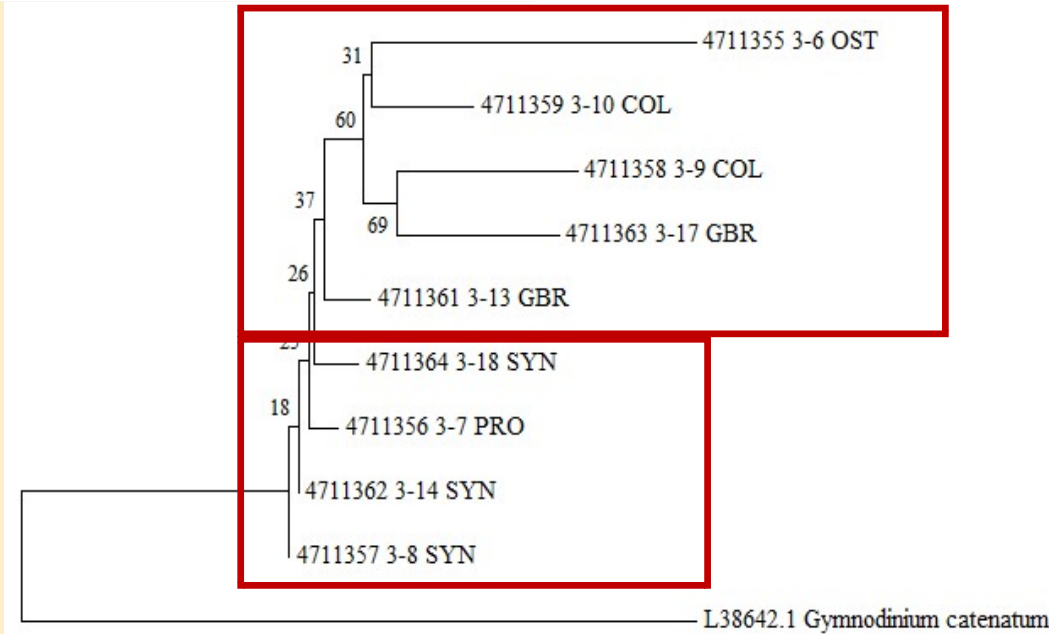 4711355 3-6 OST
31
4711359 3-10 COL
60
4711358 3-9 COL
37
69
4711363 3-17 GBR
26
4711361 3-13 GBR
4711364 3-18 SYN
18
4711356 3-7 PRO
4711362 3-14 SYN
4711357 3-8 SYN
L38642.1 Gymnodinium catenatum